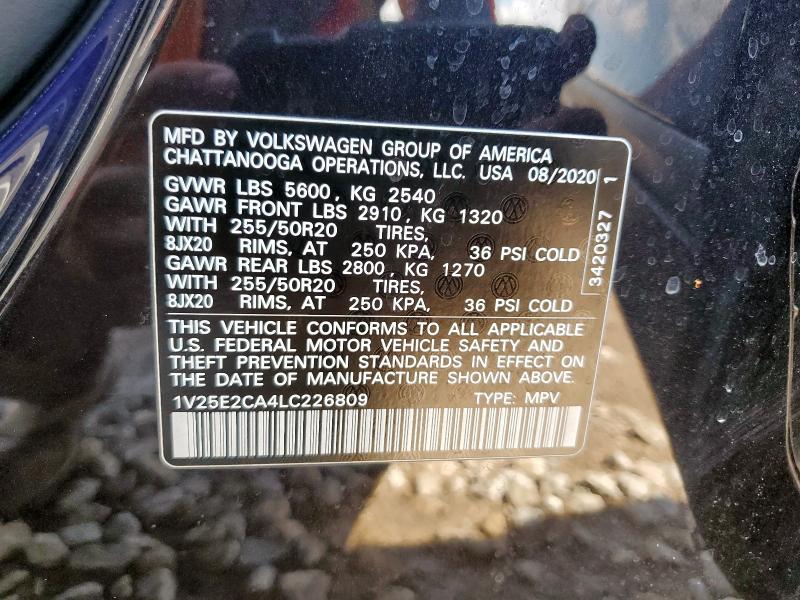 MFD BY VOLKSWAGEN GROUP OF AMERICA
CHATTANOOGA OPERATIONS, LLC. USA 08/2020
GVWR LBS 5600, KG 2540
GAWR FRONT LBS 2910, KG 1320
WITH 255/50R20 TIRES,
8JX20 RIMS, AT 250 KPA, 36 PSI COLD
GAWR REAR LBS 2800, KG 1270
WITH 255/50R20 TIRES,
8JX20 RIMS, AT 250 KPA, 36 PSI COLD
3420327 1
THIS VEHICLE CONFORMS TO ALL APPLICABLE
U.S. FEDERAL MOTOR VEHICLE SAFETY AND
THEFT PREVENTION STANDARDS IN EFFECT ON
THE DATE OF MANUFACTURE SHOWN ABOVE.
1V25E2CA4LC226809 TYPE: MPV